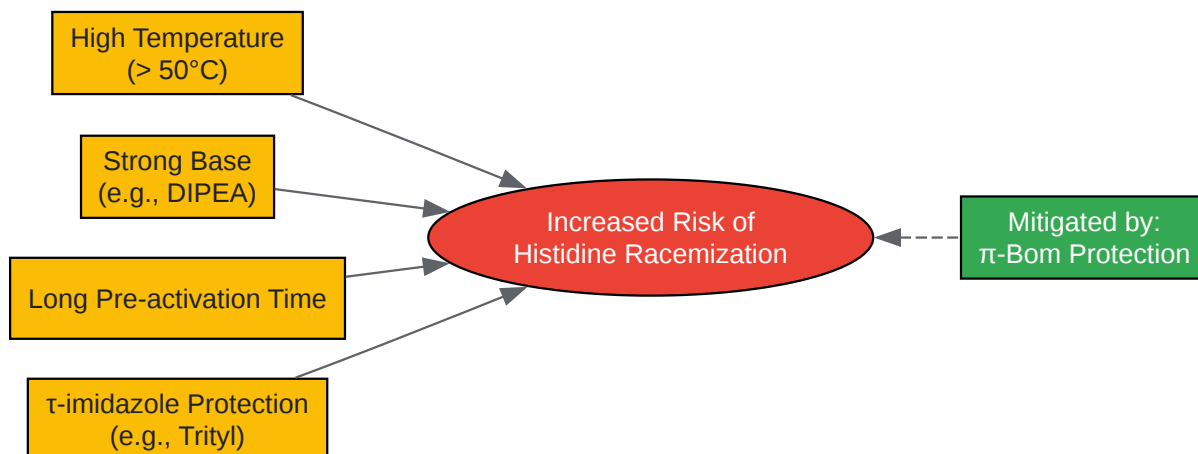 High Temperature
(> 50°C)
Strong Base
(e.g., DIPEA)
Long Pre-activation Time
τ-imidazole Protection
(e.g., Trityl)
Increased Risk of
Histidine Racemization
Mitigated by:
π-Bom Protection